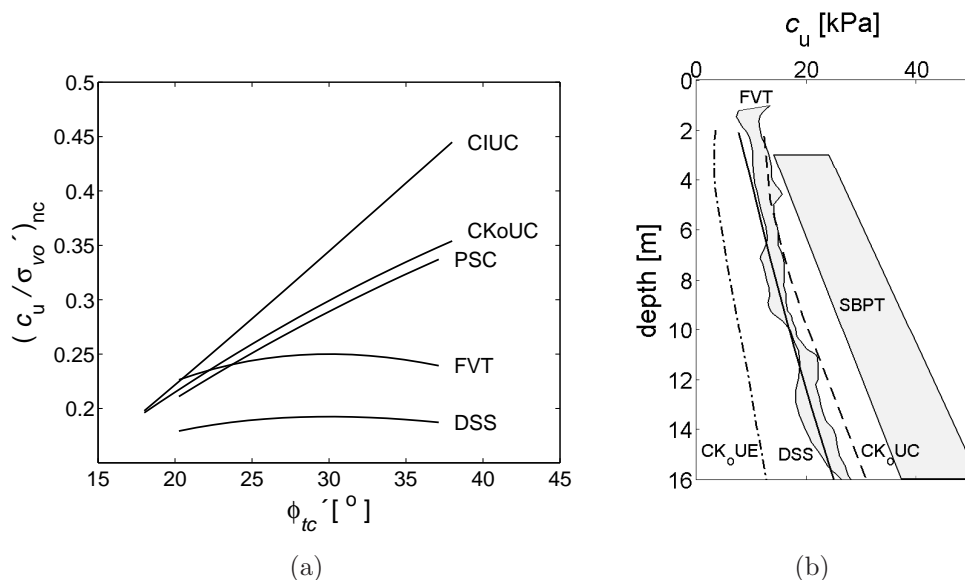 0.5
0.45
0.4
0.35
0.3
0.25
0.2
15 20 25 30 35 40 45
(c_u / σ_vo´)_nc
ϕ_tc´[°]
CIUC
CKoUC
PSC
FVT
DSS
(a)
c_u [kPa]
0 20 40
0
2
4
6
8
10
12
14
16
depth [m]
FVT
SBPT
CK_oUE DSS CK_oUC
(b)